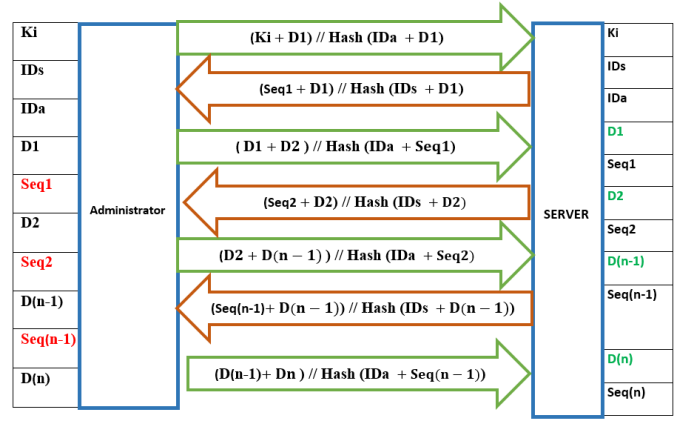 Ki
IDs
IDa
D1
Seq1
D2
Seq2
D(n-1)
Seq(n-1)
D(n)
Administrator
(Ki + D1) // Hash (IDa + D1)
(Seq1 + D1) // Hash (IDs + D1)
( D1 + D2 ) // Hash (IDa + Seq1)
(Seq2 + D2) // Hash (IDs + D2)
(D2 + D(n − 1) ) // Hash (IDa + Seq2)
(Seq(n-1)+ D(n − 1)) // Hash (IDs + D(n − 1))
(D(n-1)+ Dn ) // Hash (IDa + Seq(n − 1))
SERVER
Ki
IDs
IDa
D1
Seq1
D2
Seq2
D(n-1)
Seq(n-1)
D(n)
Seq(n)